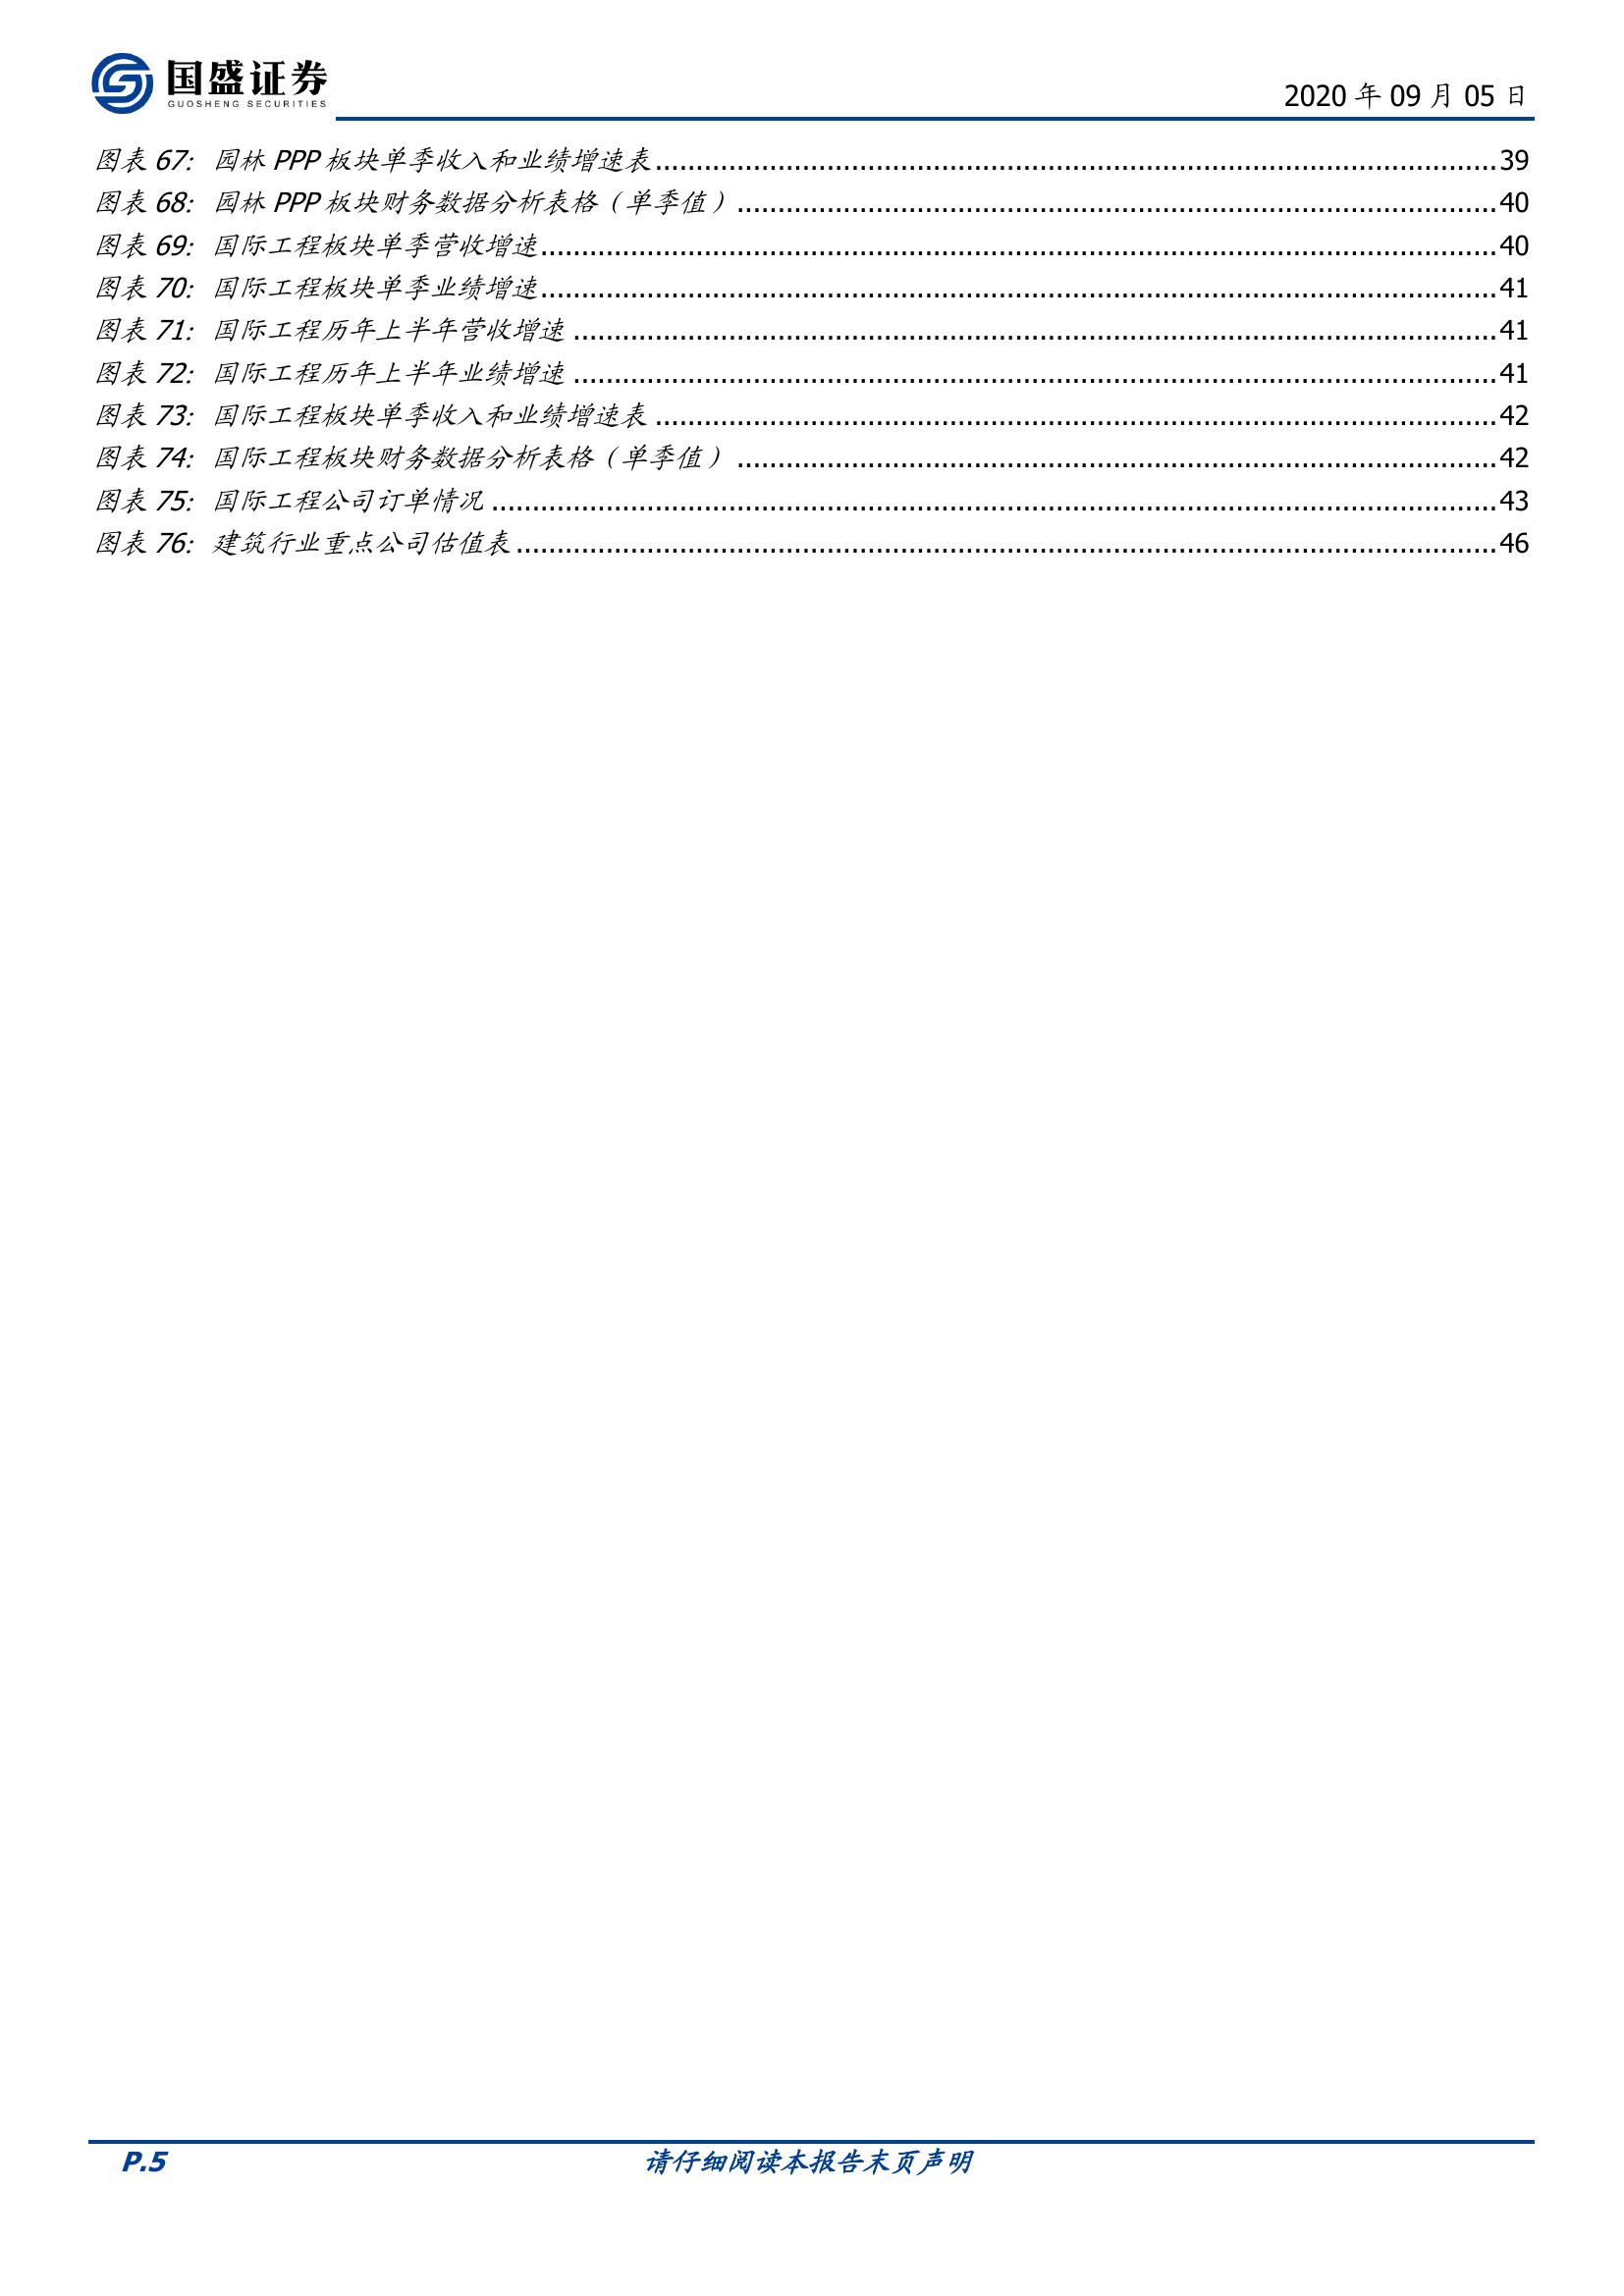 国盛证券
GUOSHENG SECURITIES
2020 年 09 月 05 日
图表 67: 园林 PPP 板块单季收入和业绩增速表........................................39
图表 68: 园林 PPP 板块财务数据分析表格（单季值）........................................40
图表 69: 国际工程板块单季营收增速........................................40
图表 70: 国际工程板块单季业绩增速........................................41
图表 71: 国际工程历年上半年营收增速........................................41
图表 72: 国际工程历年上半年业绩增速........................................41
图表 73: 国际工程板块单季收入和业绩增速表........................................42
图表 74: 国际工程板块财务数据分析表格（单季值）........................................42
图表 75: 国际工程公司订单情况........................................43
图表 76: 建筑行业重点公司估值表........................................46
P.5 请仔细阅读本报告末页声明